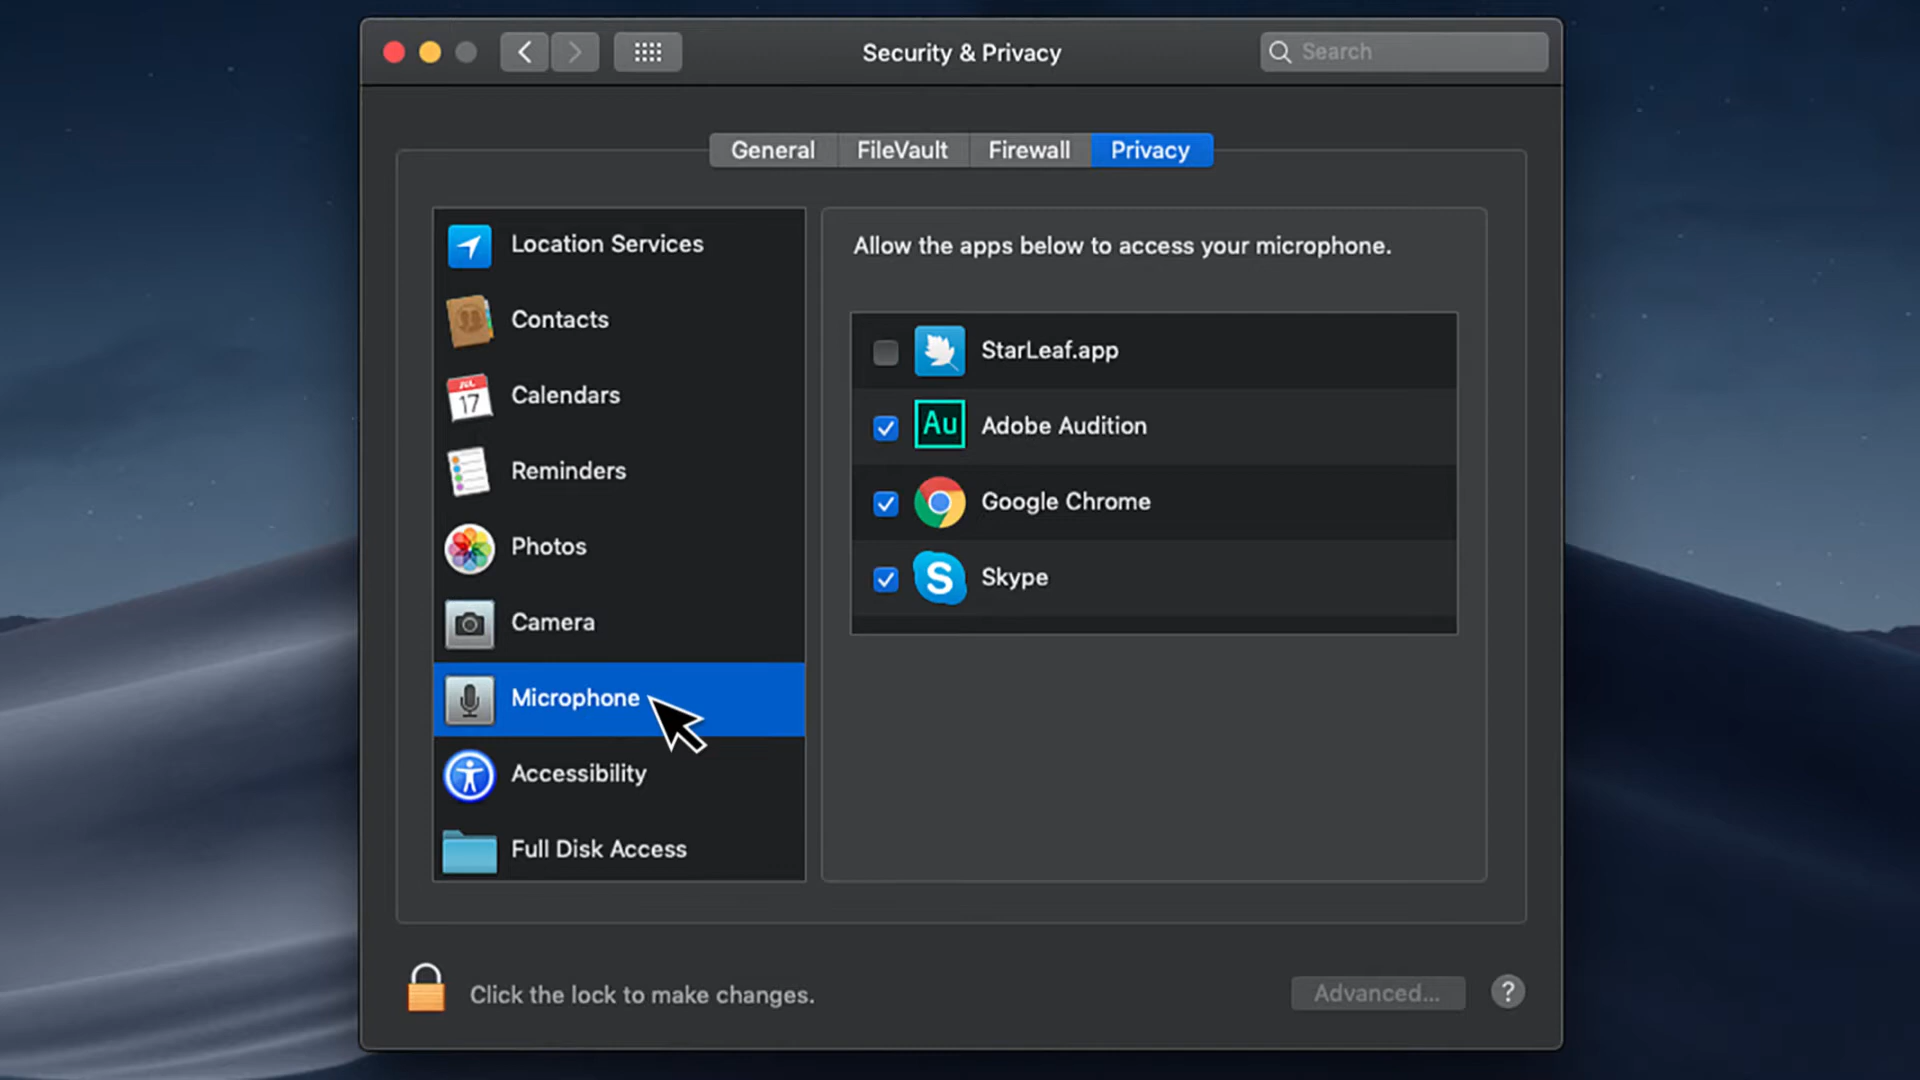 Security & Privacy
Search
General
FileVault
Firewall
Privacy
Location Services
Contacts
JUL
17
Calendars
Reminders
Photos
Camera
Microphone
Accessibility
Full Disk Access
Allow the apps below to access your microphone.
StarLeaf.app
Au
Adobe Audition
Google Chrome
S
Skype
Click the lock to make changes.
Advanced...
?